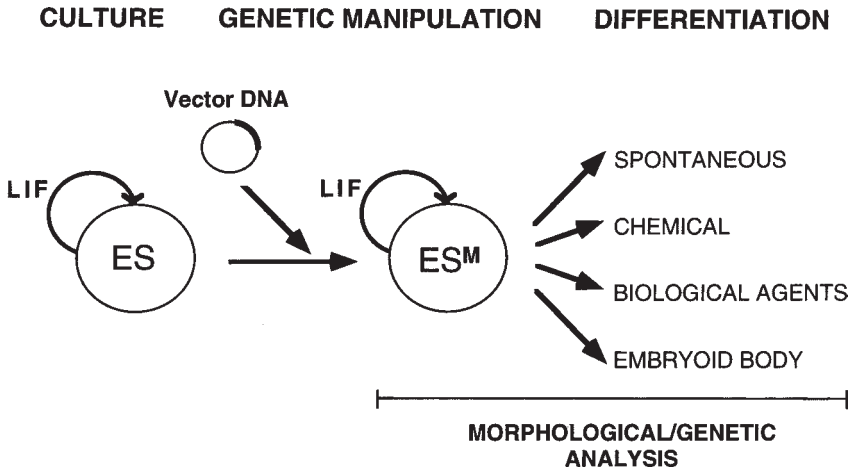 CULTURE GENETIC MANIPULATION DIFFERENTIATION
Vector DNA
LIF
ES
LIF
ESᴹ
SPONTANEOUS
CHEMICAL
BIOLOGICAL AGENTS
EMBRYOID BODY
MORPHOLOGICAL/GENETIC
ANALYSIS